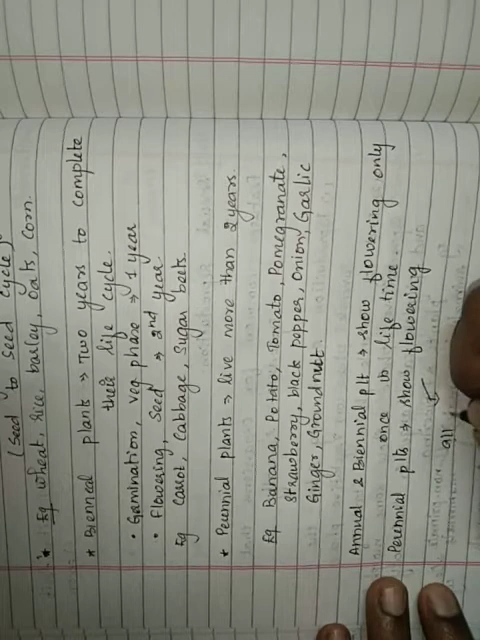 (Seed to seed cycle)
* Eg wheat, rice, barley, oats, corn.
* Biennial plants → Two years to complete
their life cycle.
• Germination, veg phase → 1 year
• Flowering, seed → 2nd year.
Eg Carrot, Cabbage, Sugar beets.
* Perennial plants → live more than 2 years.
Eg Banana, Potato, Tomato, Pomegranate,
Strawberry, black pepper, Onion, Garlic
Ginger, Groundnut.
Annual & Biennial plt → show flowering only
once in life time.
Perennial plts → show flowering
all